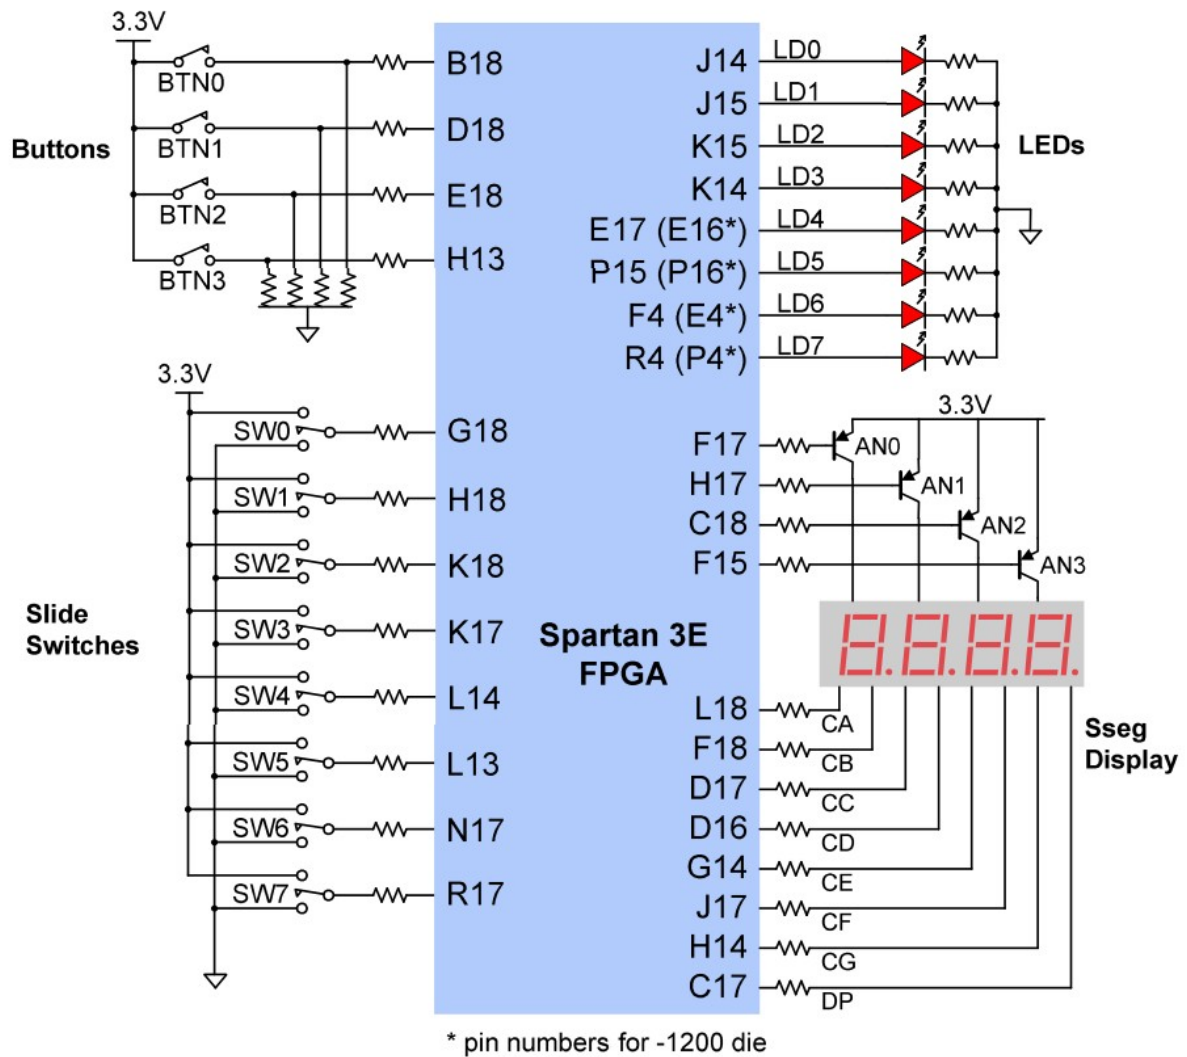 3.3V
BTN0
BTN1
BTN2
BTN3
Buttons
B18
D18
E18
H13
J14
J15
K15
K14
E17 (E16*)
P15 (P16*)
F4 (E4*)
R4 (P4*)
LD0
LD1
LD2
LD3
LD4
LD5
LD6
LD7
LEDs
3.3V
SW0
SW1
SW2
SW3
SW4
SW5
SW6
SW7
Slide
Switches
G18
H18
K18
K17
L14
L13
N17
R17
Spartan 3E
FPGA
F17
H17
C18
F15
3.3V
AN0
AN1
AN2
AN3
8.8.8.8.
L18
F18
D17
D16
G14
J17
H14
C17
CA
CB
CC
CD
CE
CF
CG
DP
Sseg
Display
* pin numbers for -1200 die